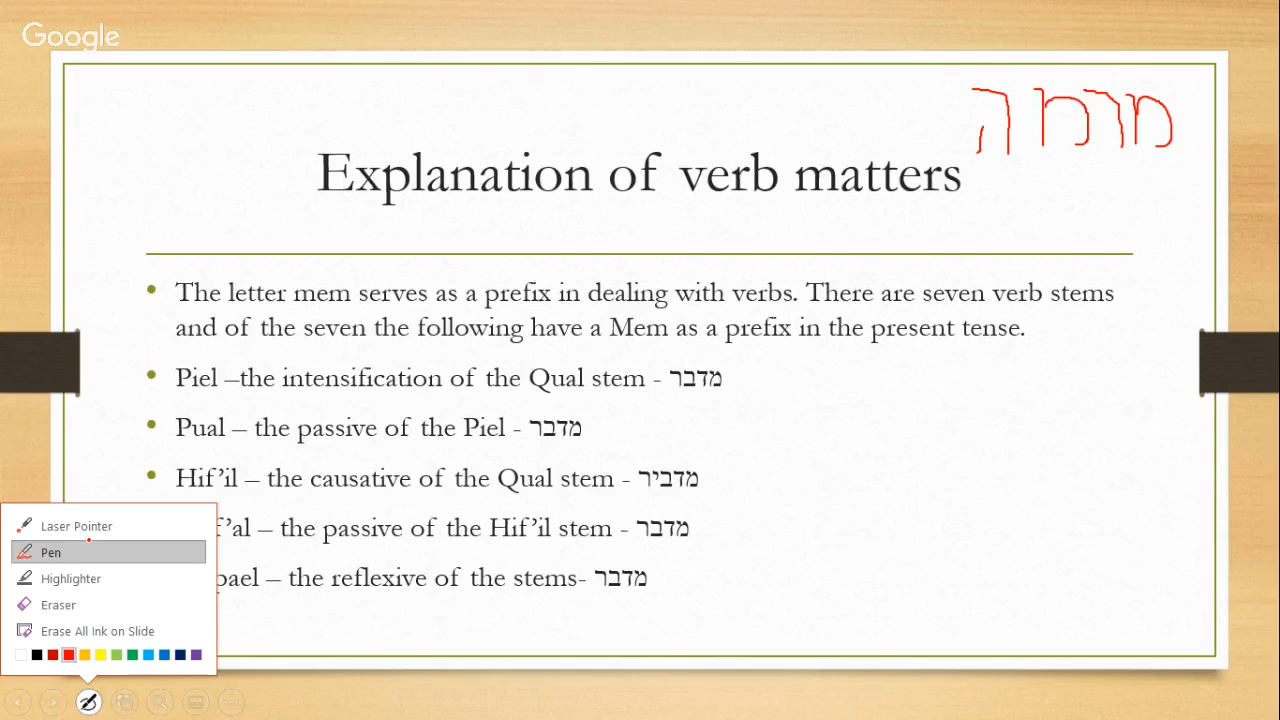 Google
מרמה
Explanation of verb matters
• The letter mem serves as a prefix in dealing with verbs. There are seven verb stems
and of the seven the following have a Mem as a prefix in the present tense.
• Piel –the intensification of the Qual stem - מדבר
• Pual – the passive of the Piel - מדבר
• Hif’il – the causative of the Qual stem - מדביר
f’al – the passive of the Hif’il stem - מדבר
pael – the reflexive of the stems- מדבר
Laser Pointer
Pen
Highlighter
Eraser
Erase All Ink on Slide